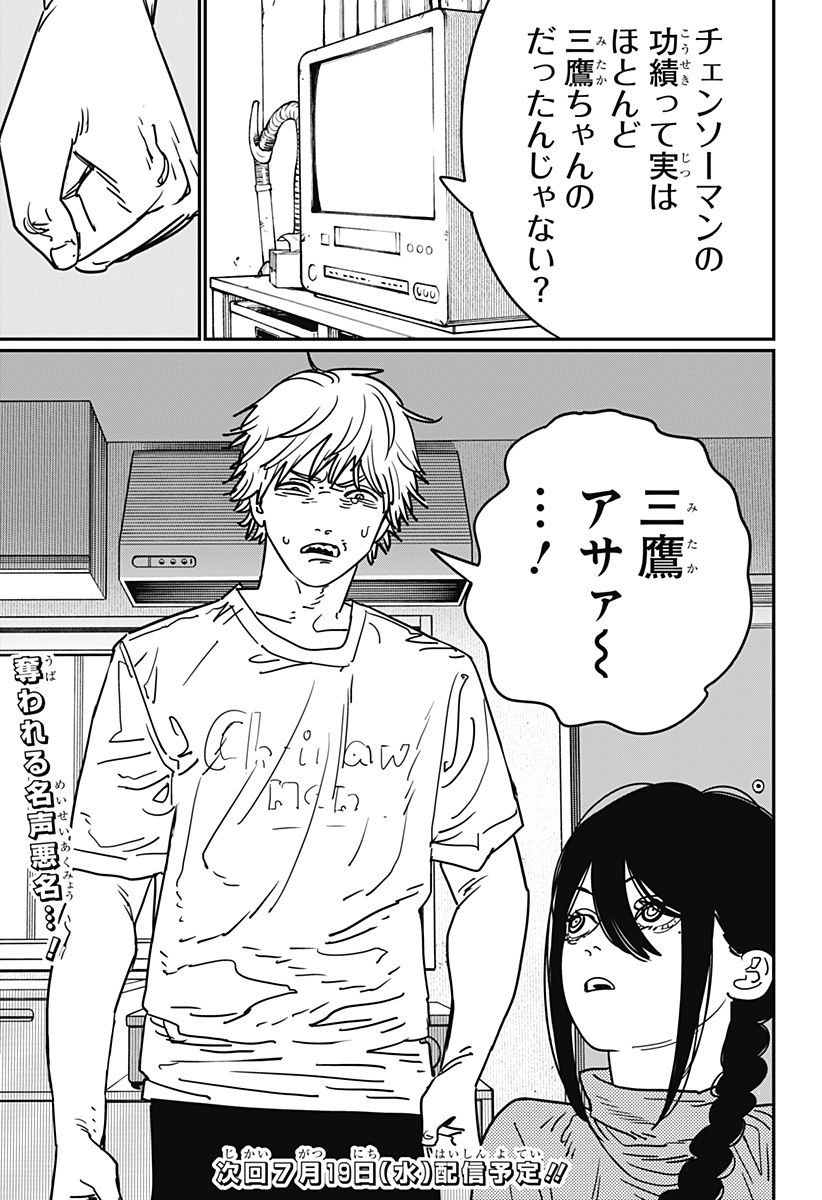 チェンソーマンの
功績って実は
ほとんど
三鷹ちゃんの
だったんじゃない？
三鷹
アサァ〜
…！
Chainsaw
Man
奪われる名声悪名…！
次回7月19日(水)配信予定!!